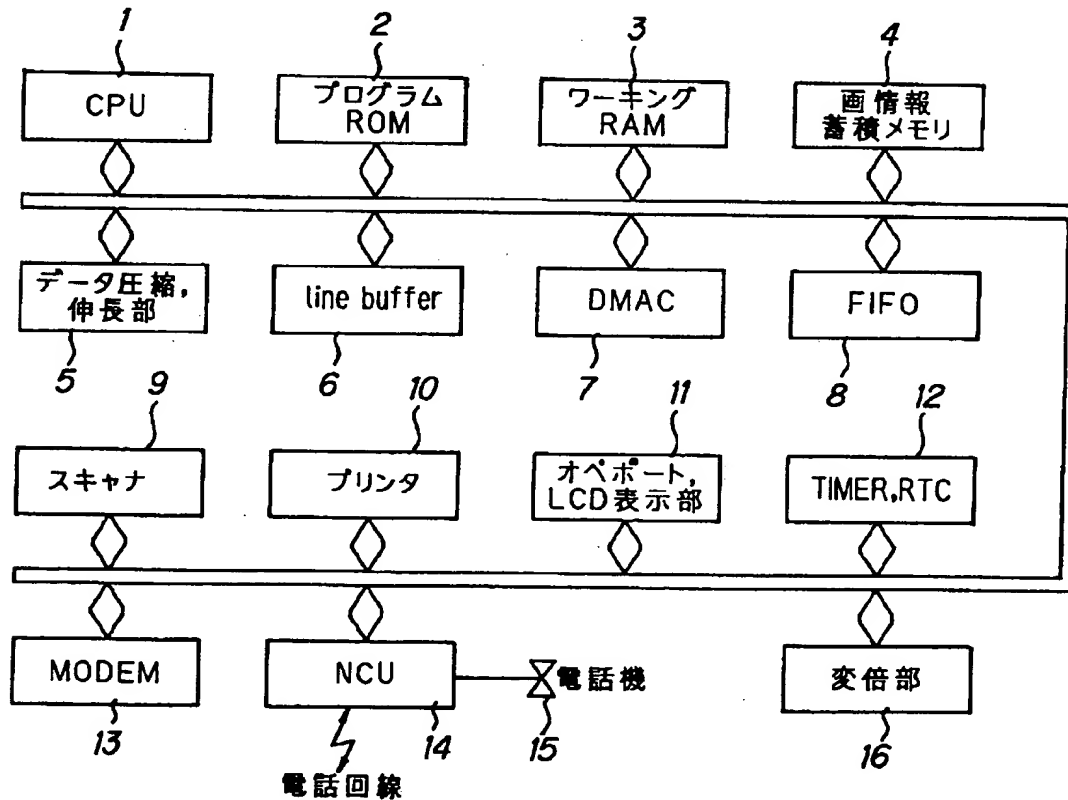 1
2
3
4
CPU
プログラム
ROM
ワーキング
RAM
画情報
蓄積メモリ
データ圧縮,
伸長部
line buffer
DMAC
FIFO
5
6
7
8
9
10
11
12
スキャナ
プリンタ
オペポート,
LCD表示部
TIMER,RTC
MODEM
NCU
電話機
変倍部
13
14
15
16
電話回線